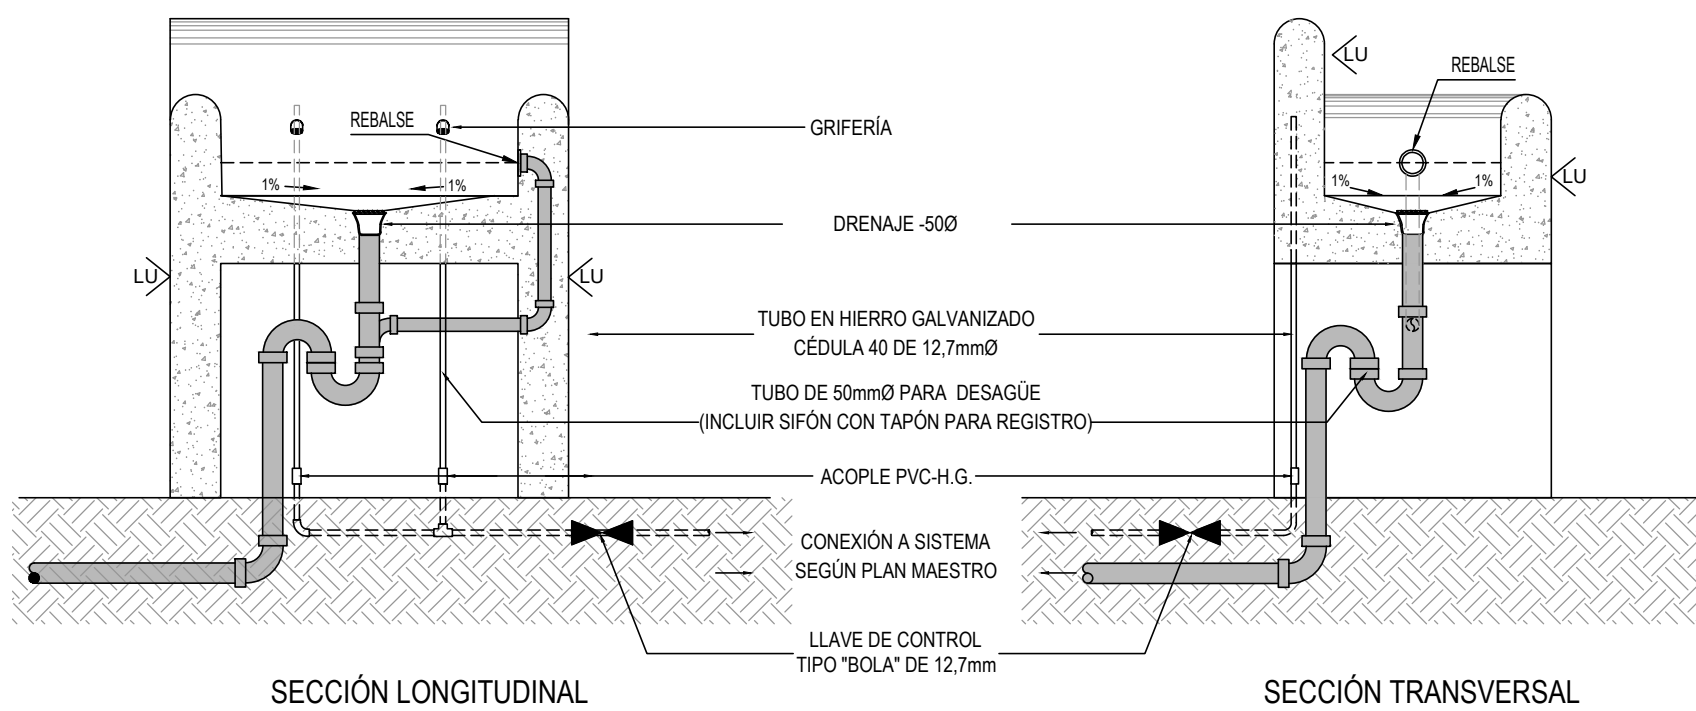 LU
REBALSE
REBALSE
GRIFERÍA
1%
1%
1%
1%
LU
DRENAJE -50Ø
LU
LU
TUBO EN HIERRO GALVANIZADO
CÉDULA 40 DE 12,7mmØ
TUBO DE 50mmØ PARA DESAGÜE
(INCLUIR SIFÓN CON TAPÓN PARA REGISTRO)
ACOPLE PVC-H.G.
CONEXIÓN A SISTEMA
SEGÚN PLAN MAESTRO
LLAVE DE CONTROL
TIPO "BOLA" DE 12,7mm
SECCIÓN LONGITUDINAL
SECCIÓN TRANSVERSAL